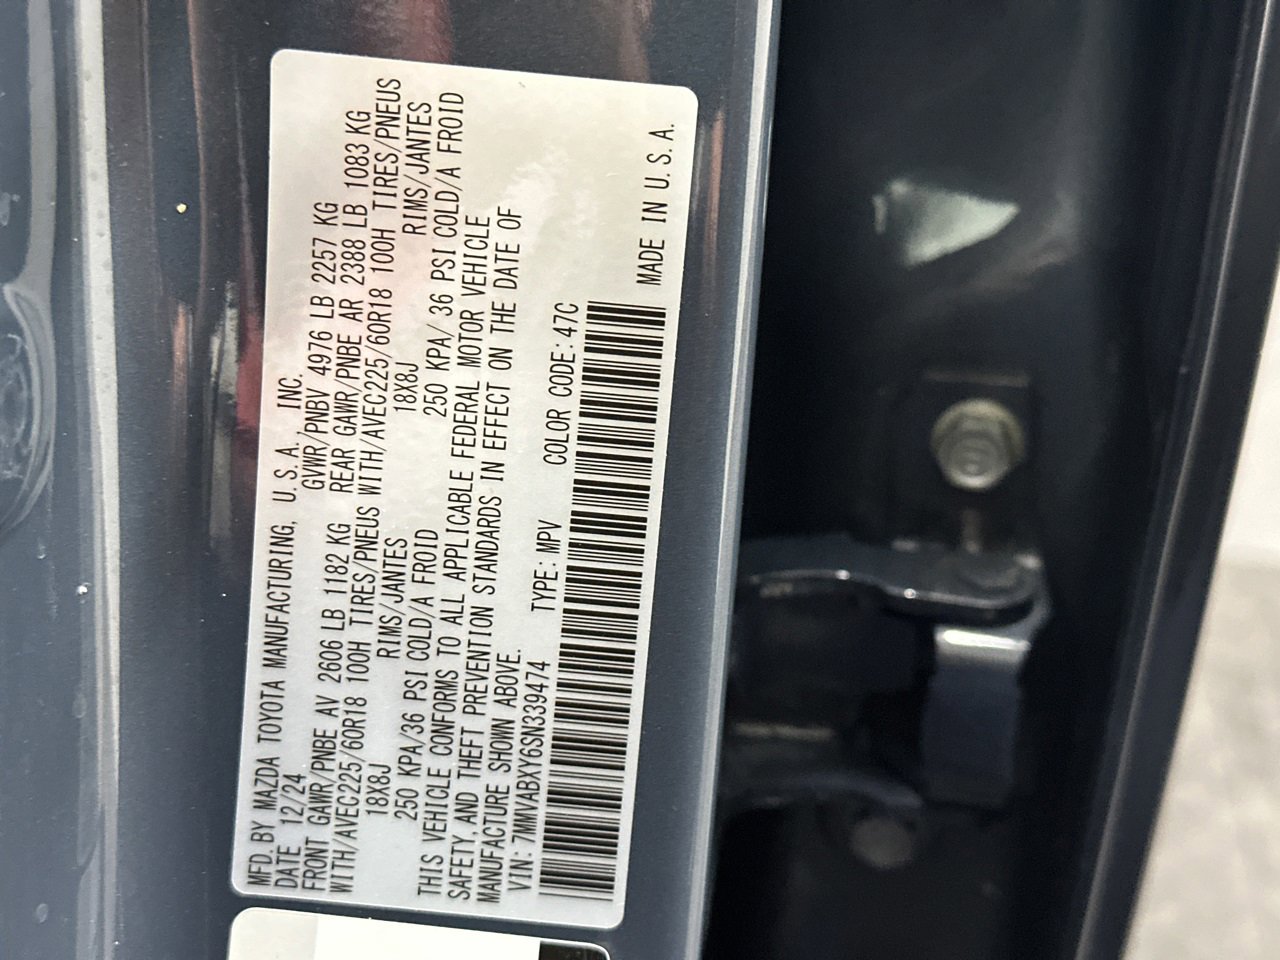 MFD. BY MAZDA TOYOTA MANUFACTURING, U.S.A. INC.
DATE 12/24 GVWR/PNBV 4976 LB 2257 KG
FRONT GAWR/PNBE AV 2606 LB 1182 KG REAR GAWR/PNBE AR 2388 LB 1083 KG
WITH/AVEC225/60R18 100H TIRES/PNEUS WITH/AVEC225/60R18 100H TIRES/PNEUS
18X8J RIMS/JANTES 18X8J RIMS/JANTES
250 KPA/36 PSI COLD/A FROID 250 KPA/ 36 PSI COLD/A FROID
THIS VEHICLE CONFORMS TO ALL APPLICABLE FEDERAL MOTOR VEHICLE
SAFETY, AND THEFT PREVENTION STANDARDS IN EFFECT ON THE DATE OF
MANUFACTURE SHOWN ABOVE.
VIN: 7MMVABXY6SN339474 TYPE: MPV COLOR CODE: 47C
MADE IN U.S.A.